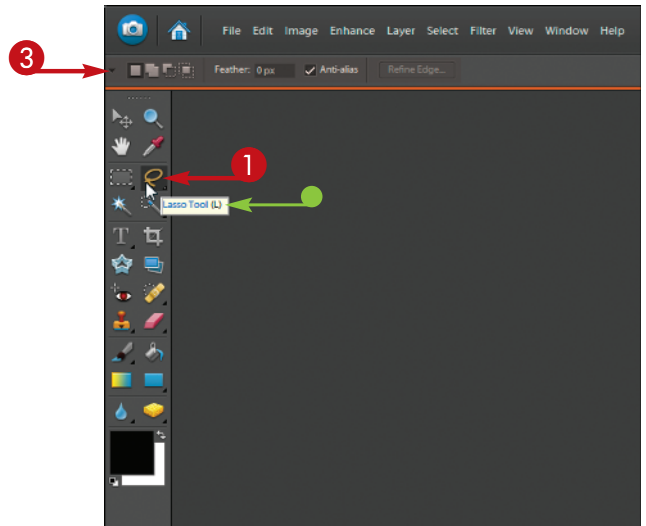 File Edit Image Enhance Layer Select Filter View Window Help
3
Feather: 0 px Anti-alias Refine Edge...
1
Lasso Tool (L)
T